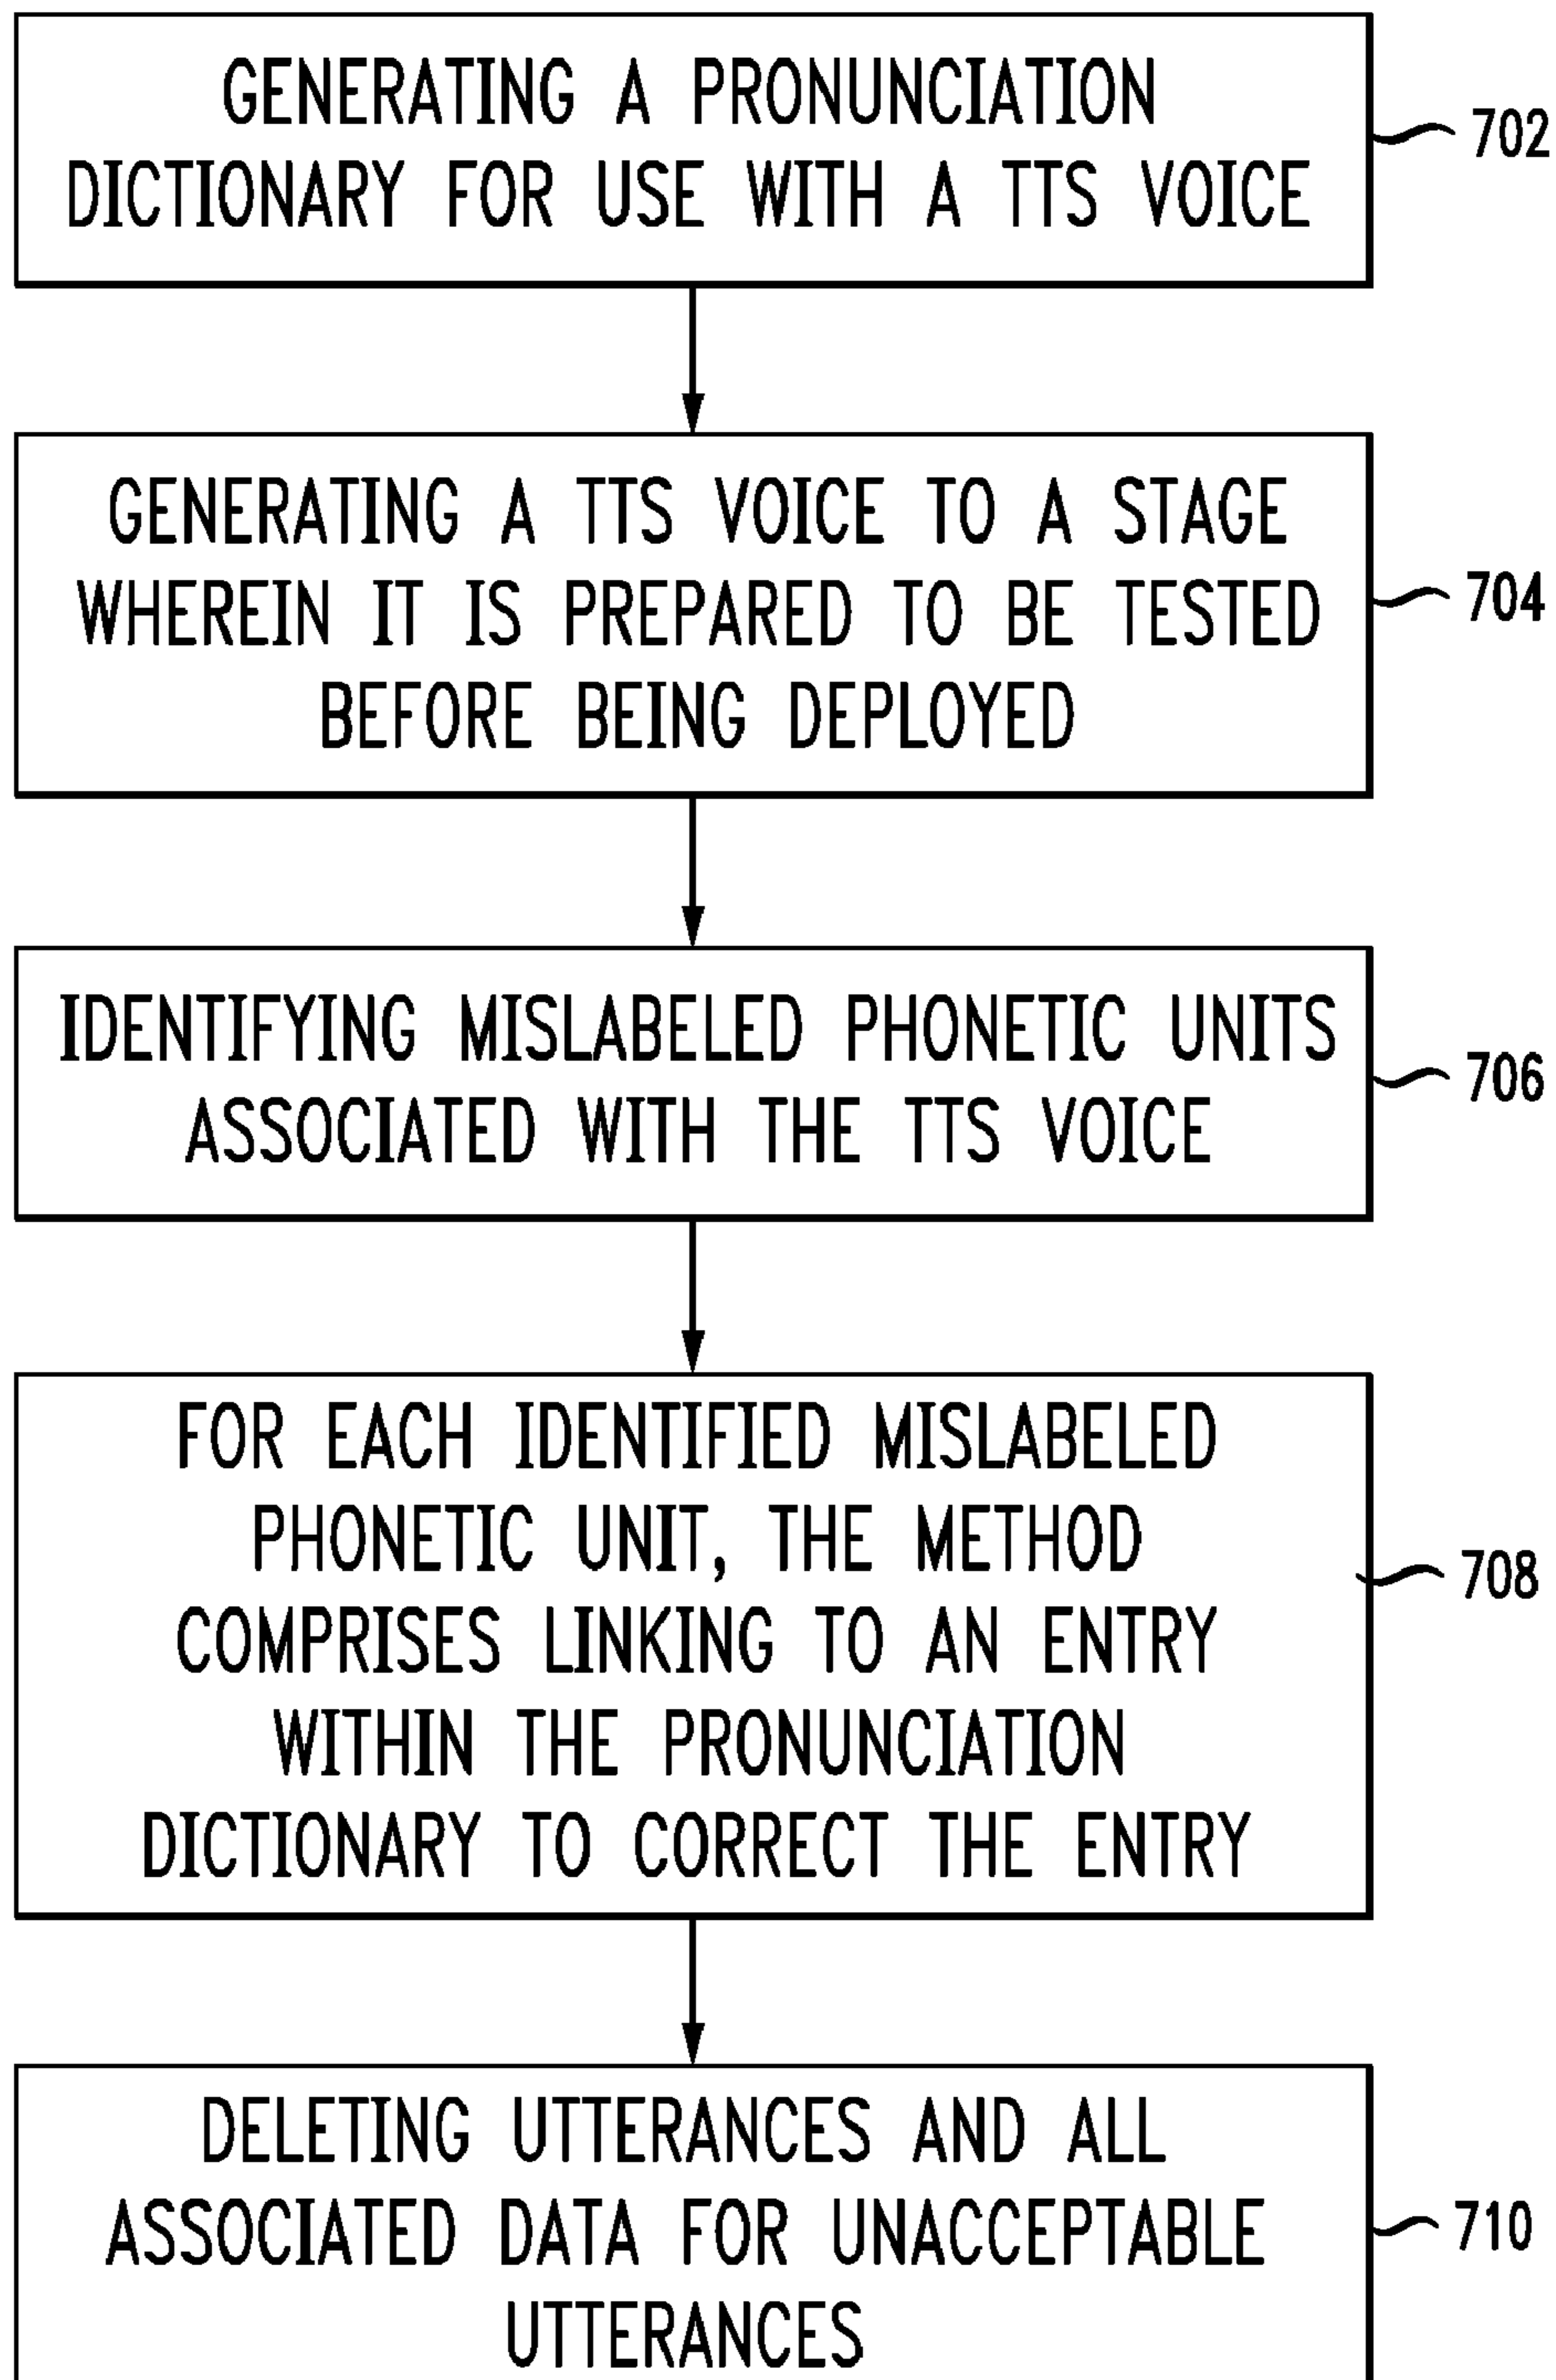 GENERATING A PRONUNCIATION
DICTIONARY FOR USE WITH A TTS VOICE
702
GENERATING A TTS VOICE TO A STAGE
WHEREIN IT IS PREPARED TO BE TESTED
BEFORE BEING DEPLOYED
704
IDENTIFYING MISLABELED PHONETIC UNITS
ASSOCIATED WITH THE TTS VOICE
706
FOR EACH IDENTIFIED MISLABELED
PHONETIC UNIT, THE METHOD
COMPRISES LINKING TO AN ENTRY
WITHIN THE PRONUNCIATION
DICTIONARY TO CORRECT THE ENTRY
708
DELETING UTTERANCES AND ALL
ASSOCIATED DATA FOR UNACCEPTABLE
UTTERANCES
710